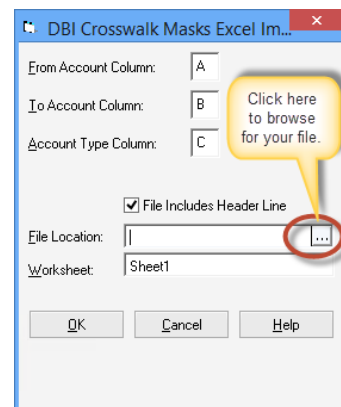 DBI Crosswalk Masks Excel Im...
From Account Column: A
To Account Column: B
Account Type Column: C
Click here
to browse
for your file.
File Includes Header Line
File Location: ...
Worksheet: Sheet1
OK Cancel Help